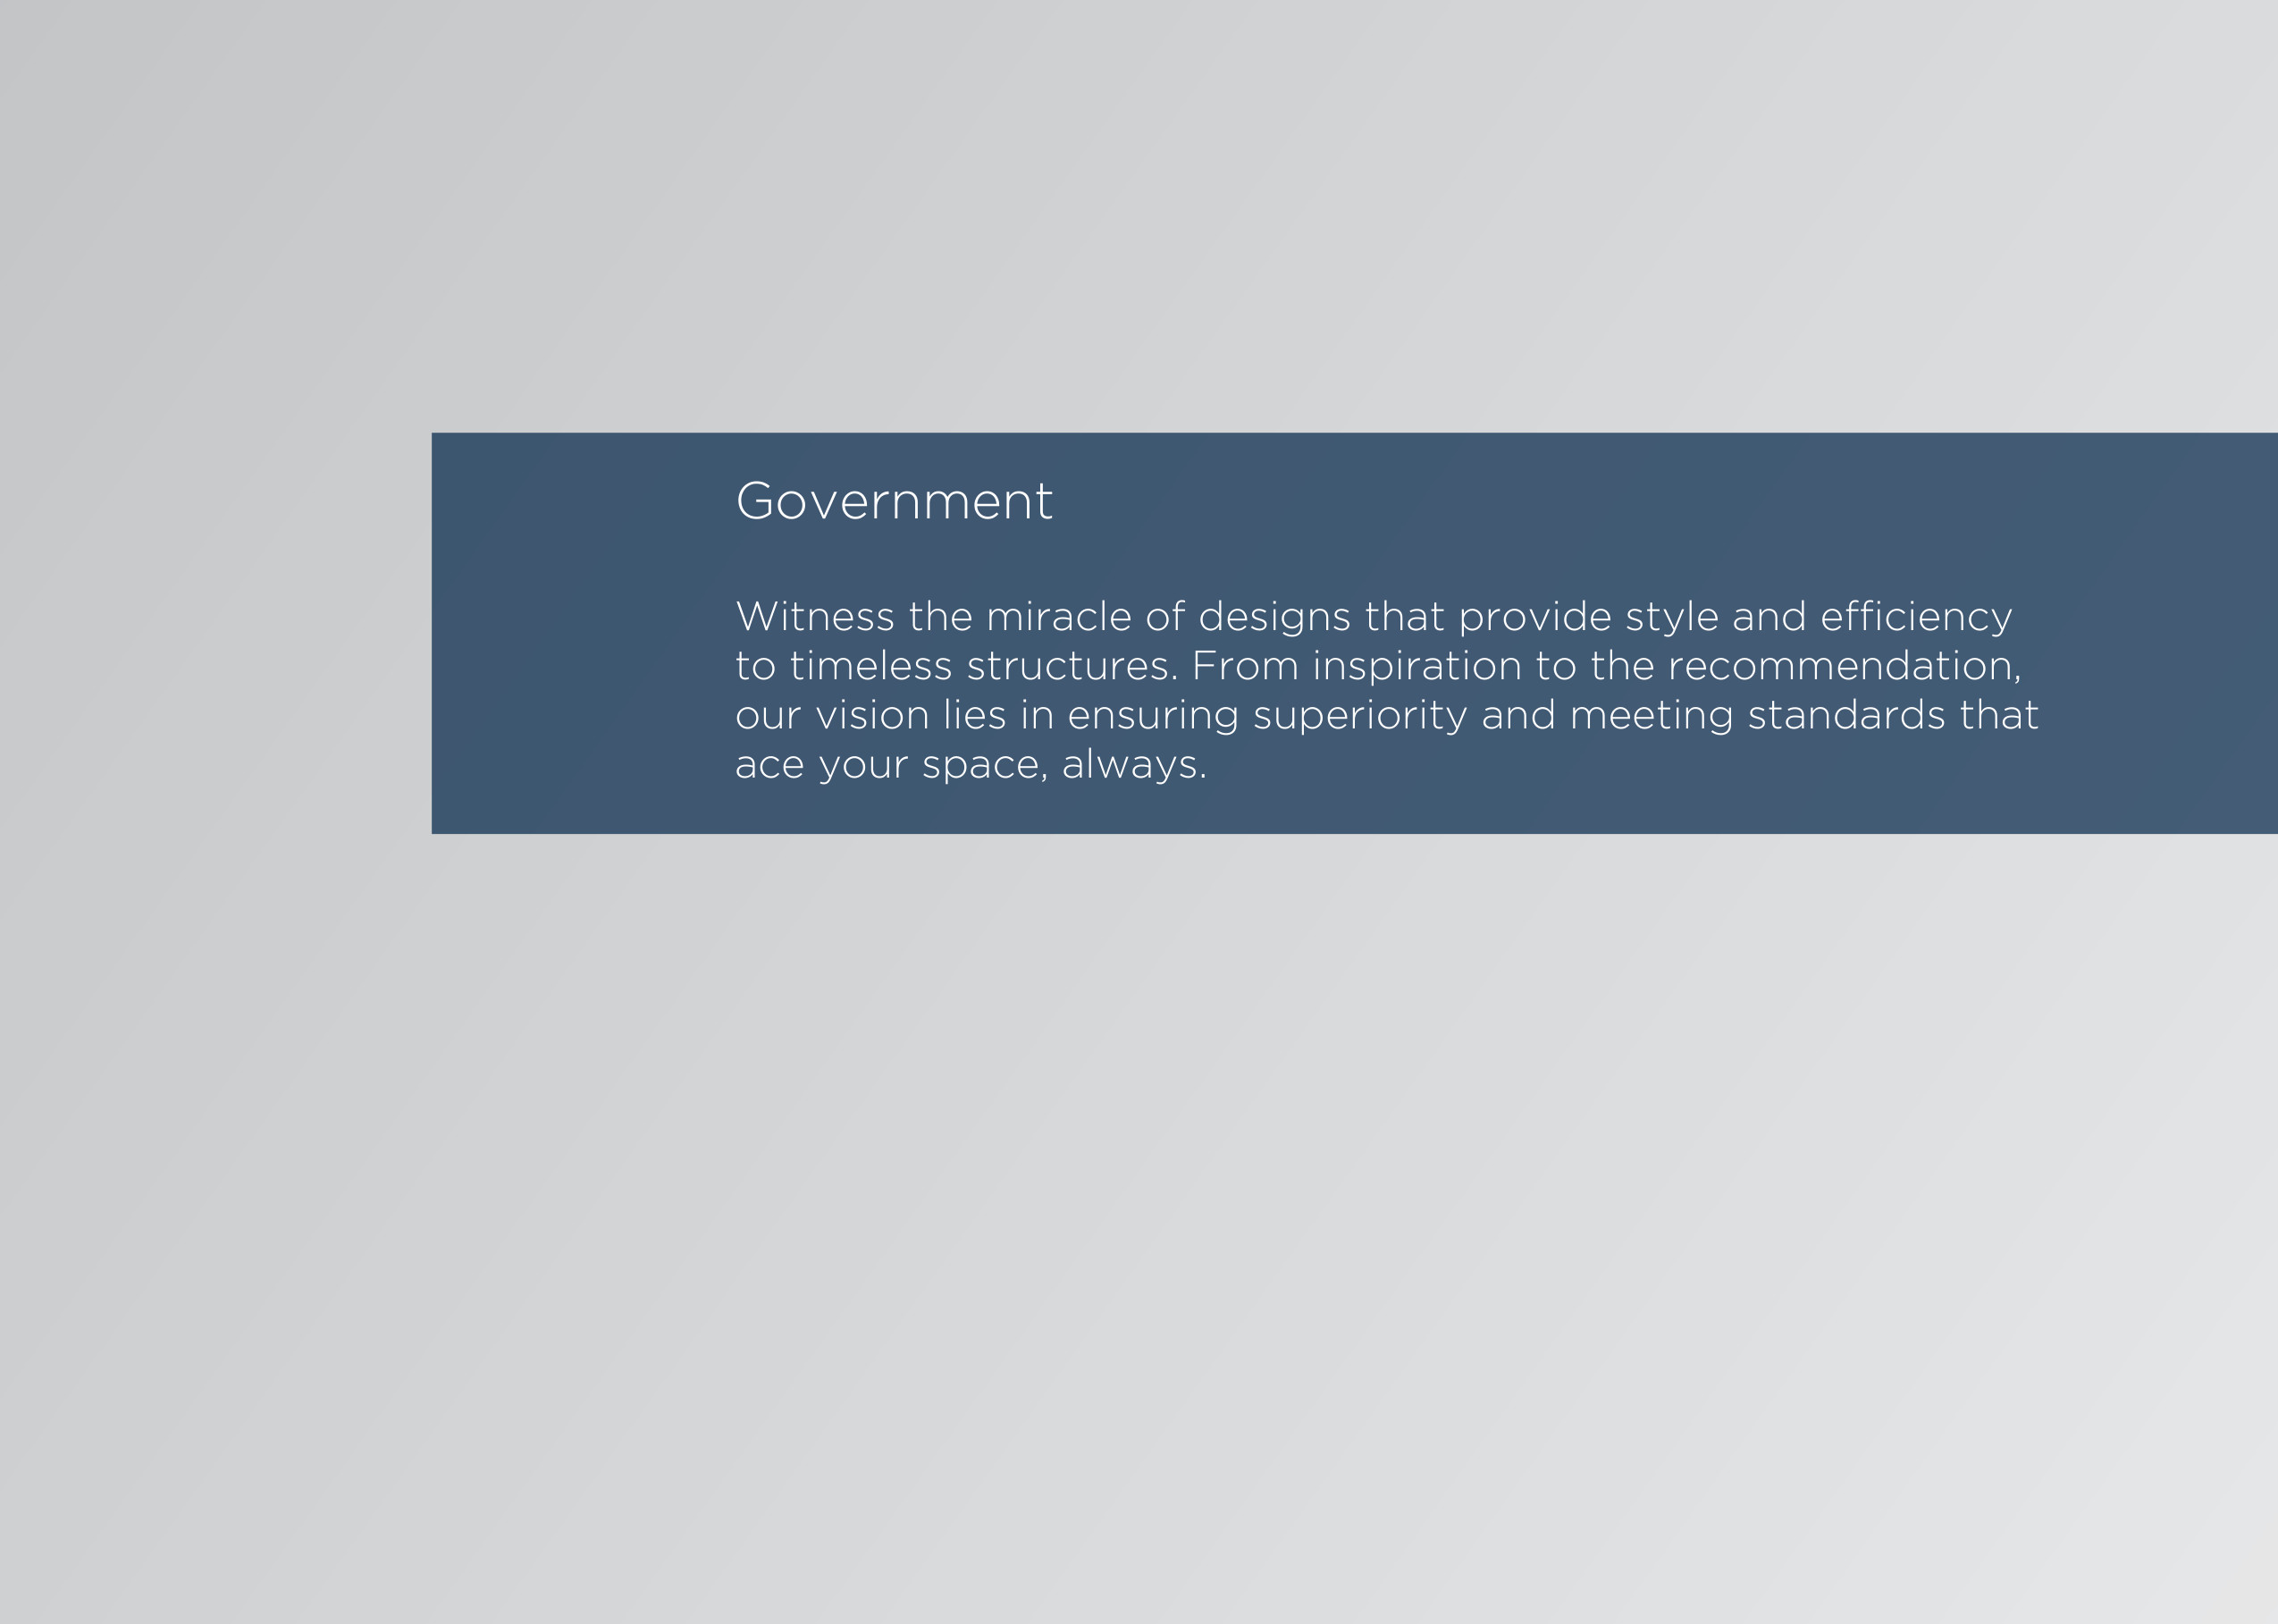 Government
Witness the miracle of designs that provide style and efficiency
to timeless structures. From inspiration to the recommendation,
our vision lies in ensuring superiority and meeting standards that
ace your space, always.